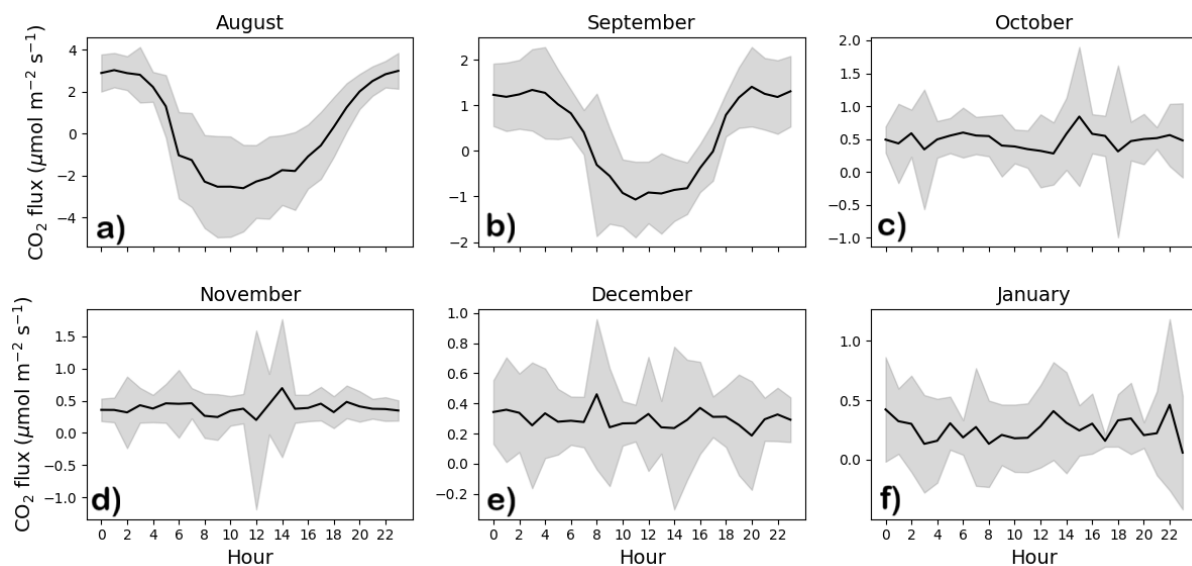 August
September
October
CO₂ flux (μmol m⁻² s⁻¹)
4
2
0
−2
−4
a)
2
1
0
−1
−2
b)
2.0
1.5
1.0
0.5
0.0
−0.5
−1.0
c)
November
December
January
CO₂ flux (μmol m⁻² s⁻¹)
1.5
1.0
0.5
0.0
−0.5
−1.0
d)
0 2 4 6 8 10 12 14 16 18 20 22
Hour
1.0
0.8
0.6
0.4
0.2
0.0
−0.2
e)
0 2 4 6 8 10 12 14 16 18 20 22
Hour
1.0
0.5
0.0
f)
0 2 4 6 8 10 12 14 16 18 20 22
Hour